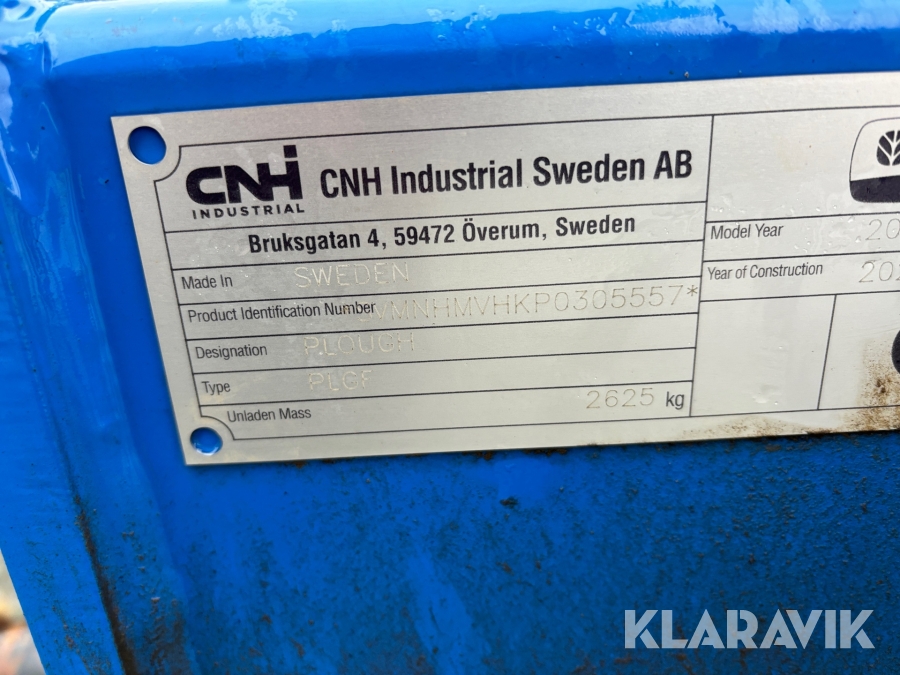 KLARAVIK
CNH INDUSTRIAL CNH Industrial Sweden AB
Bruksgatan 4, 59472 Överum, Sweden
Made In SWEDEN
Product Identification Number
Designation PLOUGH
Type
Unladen Mass 2625 kg
Model Year
Year of Construction
KLARAVIK